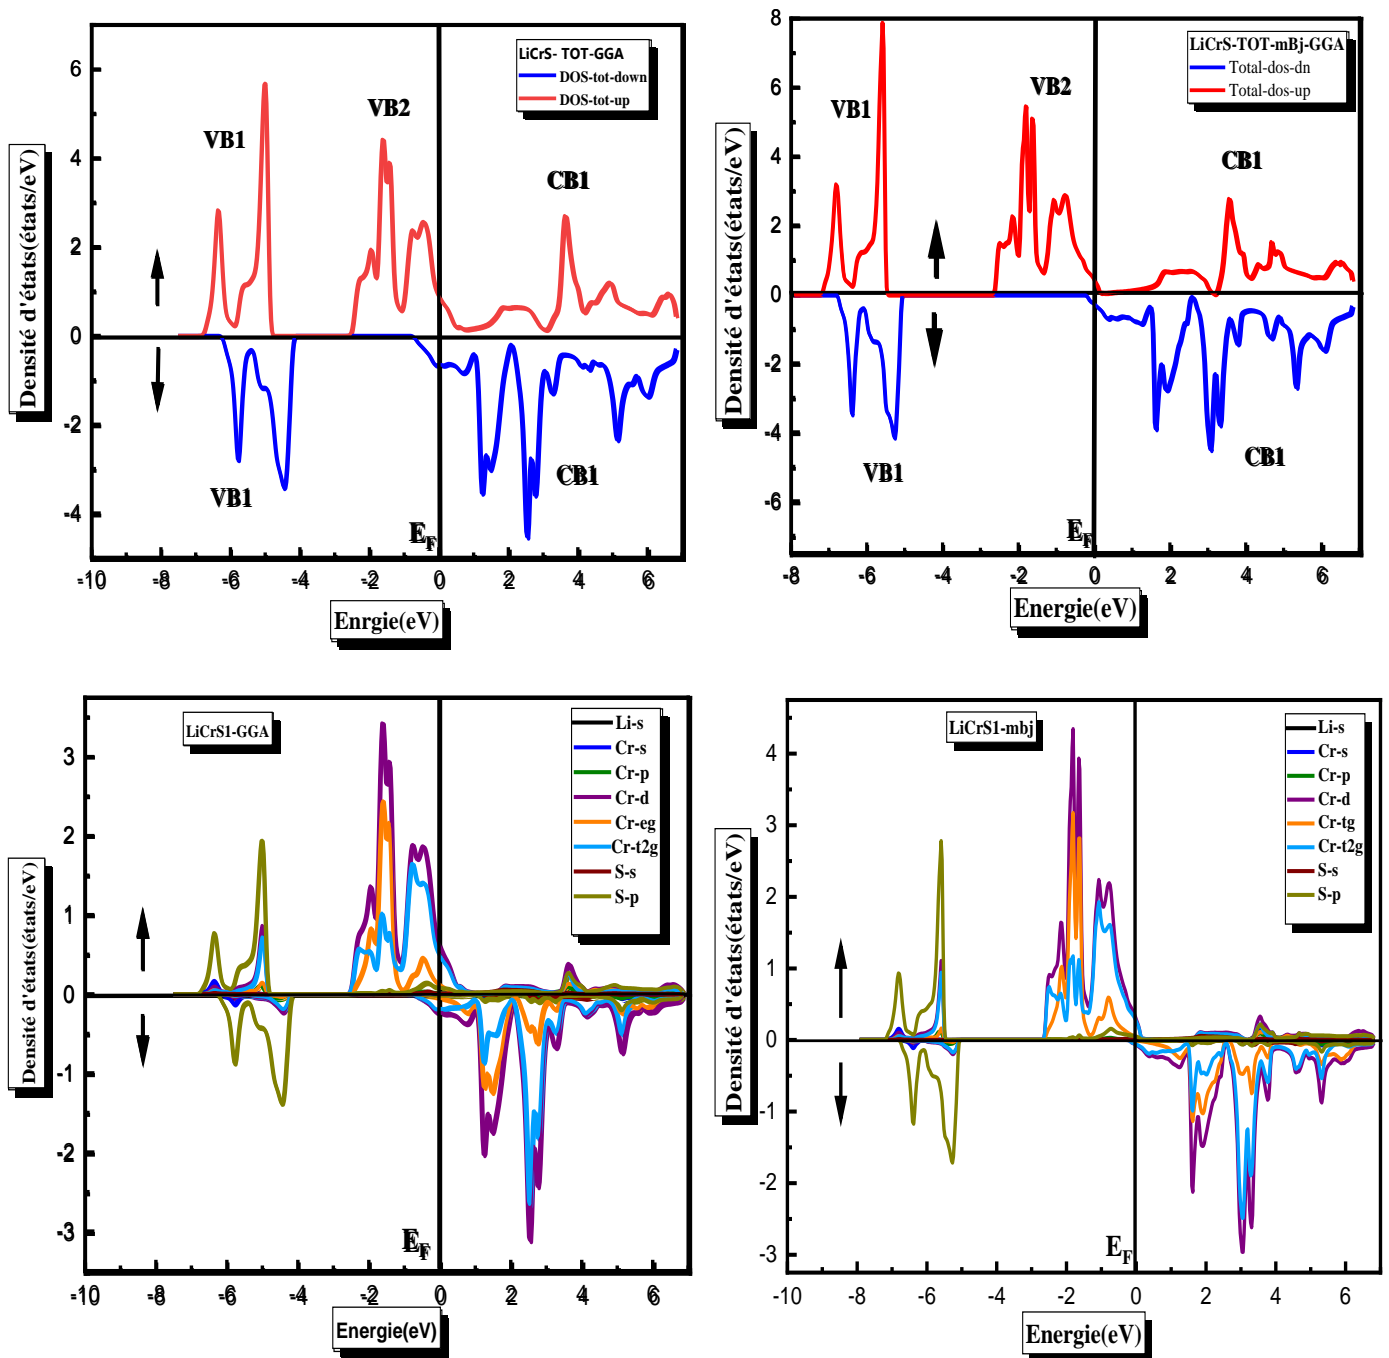 LiCrS- TOT-GGA
DOS-tot-down
DOS-tot-up
VB1
VB2
CB1
VB1
CB1
E_F
6
4
2
0
-2
-4
-10
-8
-6
-4
-2
0
2
4
6
Densité d'états(états/eV)
Enrgie(eV)
LiCrS-TOT-mBj-GGA
Total-dos-dn
Total-dos-up
VB1
VB2
CB1
VB1
CB1
E_F
8
6
4
2
0
-2
-4
-6
-8
-6
-4
-2
0
2
4
6
Densité d'états(états/eV)
Energie(eV)
LiCrS1-GGA
Li-s
Cr-s
Cr-p
Cr-d
Cr-eg
Cr-t2g
S-s
S-p
E_F
3
2
1
0
-1
-2
-3
-10
-8
-6
-4
-2
0
2
4
6
Densité d'états(états/eV)
Energie(eV)
LiCrS1-mbj
Li-s
Cr-s
Cr-p
Cr-d
Cr-tg
Cr-t2g
S-s
S-p
E_F
4
3
2
1
0
-1
-2
-3
-10
-8
-6
-4
-2
0
2
4
6
Densité d'états(états/eV)
Energie(eV)